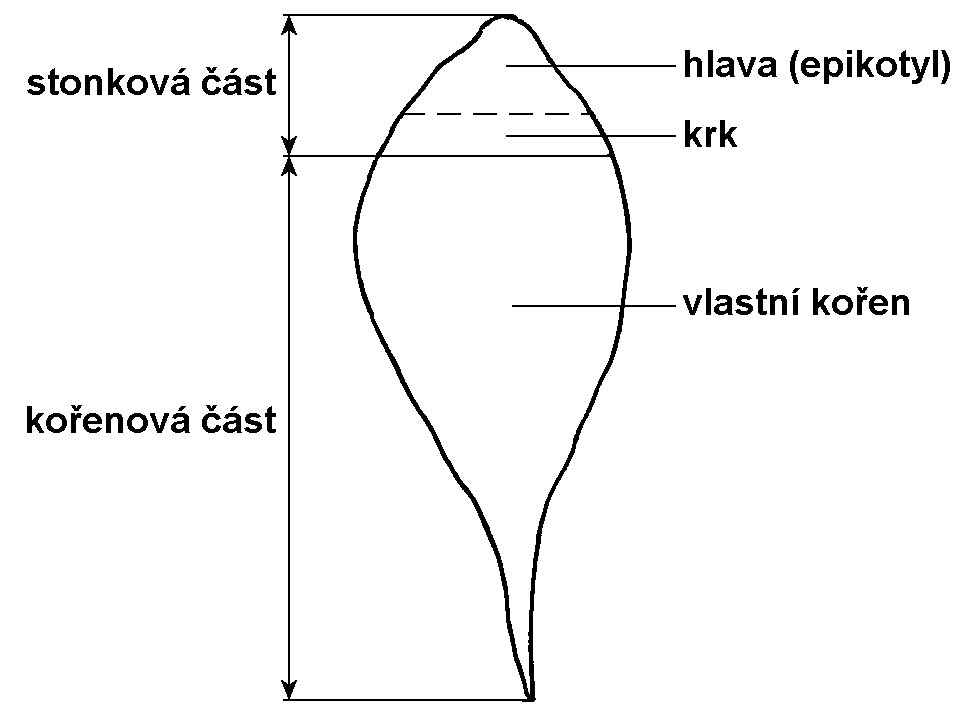 hlava (epikotyl)
stonková část
krk
vlastní kořen
kořenová část